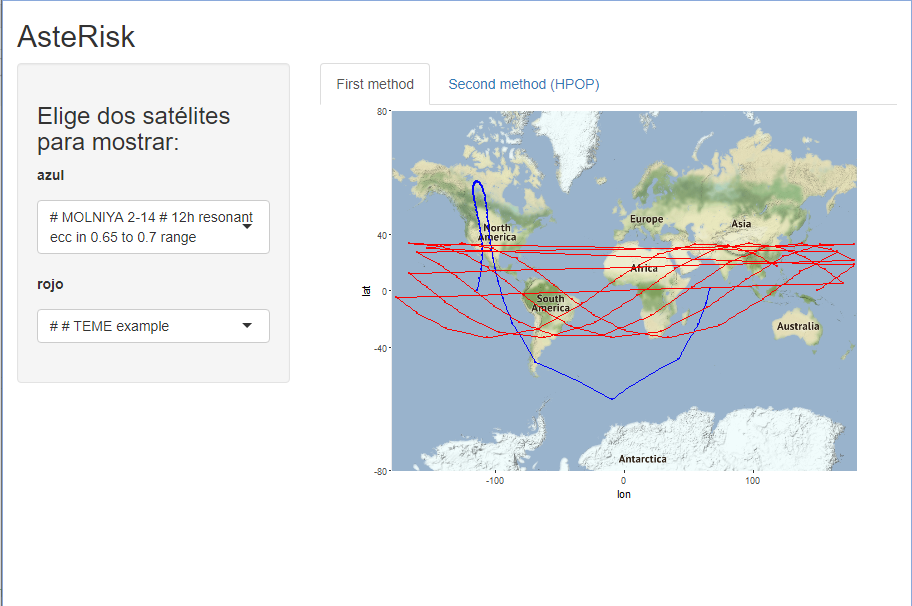 AsteRisk
Elige dos satélites
para mostrar:
azul
# MOLNIYA 2-14 # 12h resonant
ecc in 0.65 to 0.7 range
rojo
# # TEME example
First method
Second method (HPOP)
80
40
0
-40
-80
lat
North
America
Europe
Asia
Africa
South
America
Australia
Antarctica
-100
0
100
lon